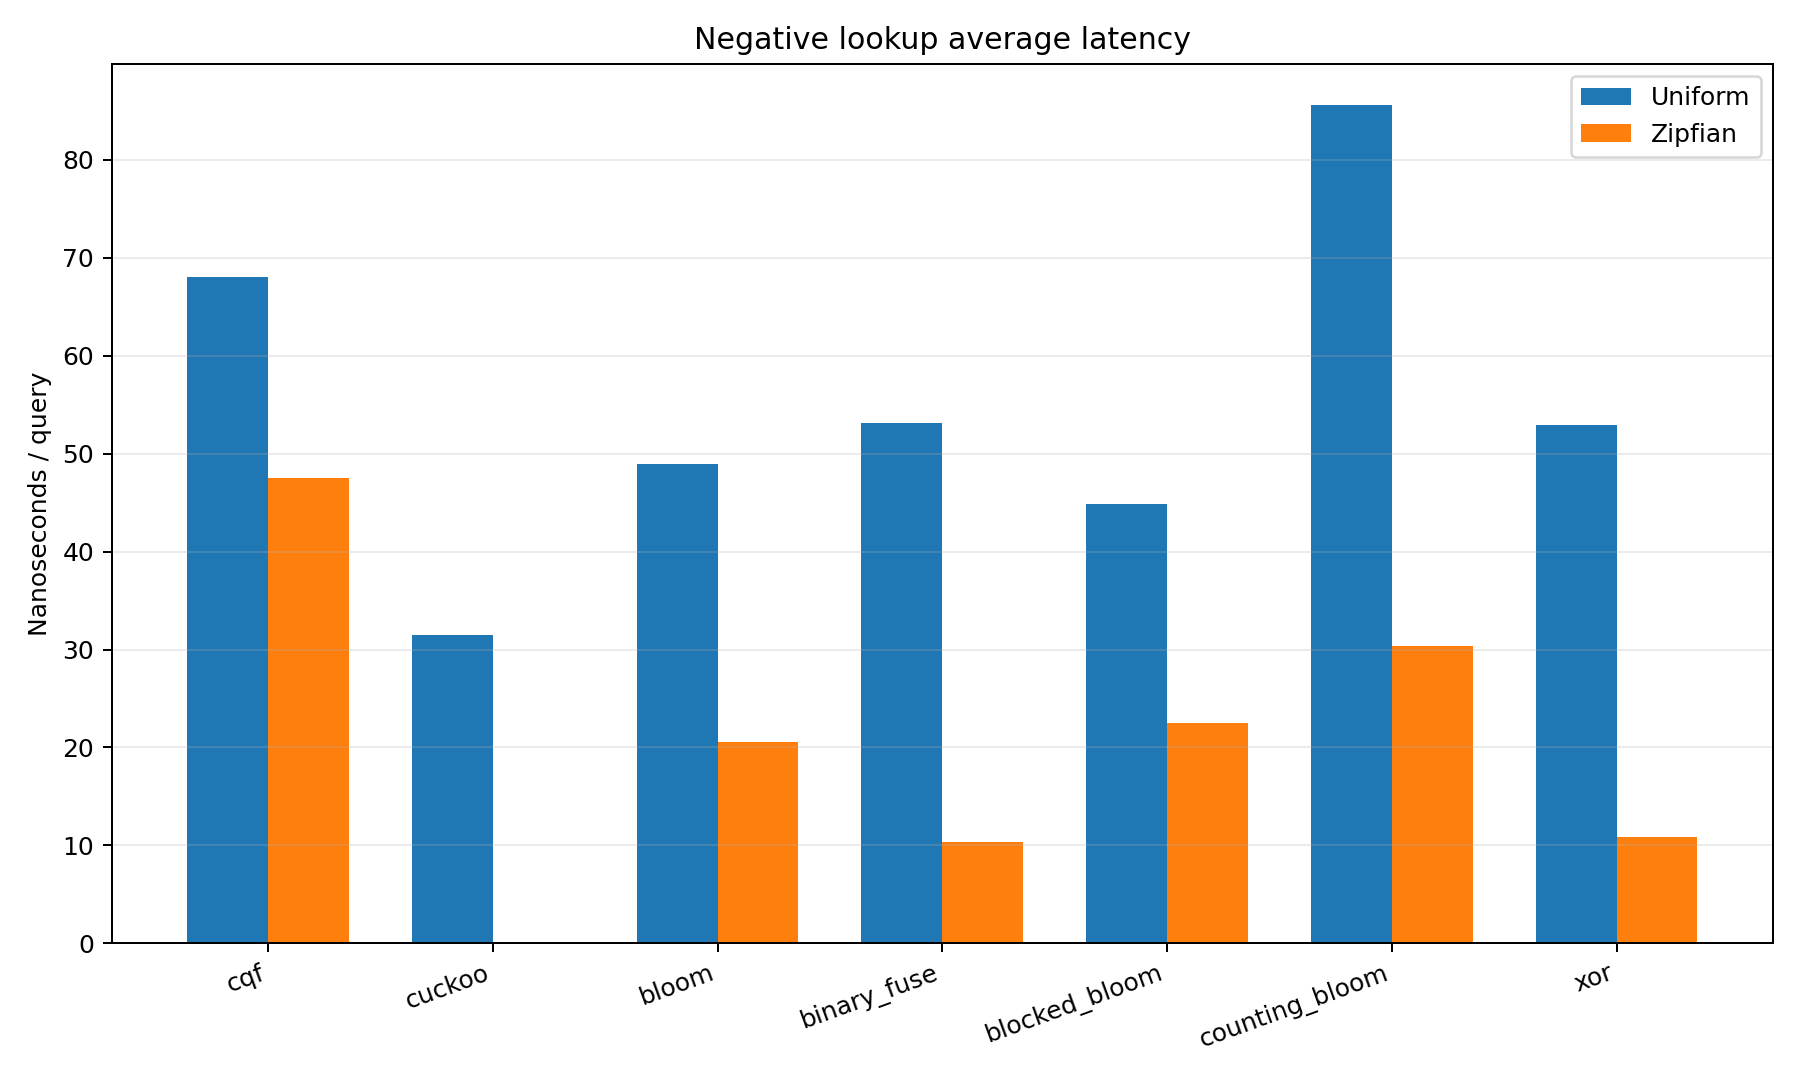 Negative lookup average latency
Uniform
Zipfian
Nanoseconds / query
80
70
60
50
40
30
20
10
0
cqf
cuckoo
bloom
binary_fuse
blocked_bloom
counting_bloom
xor